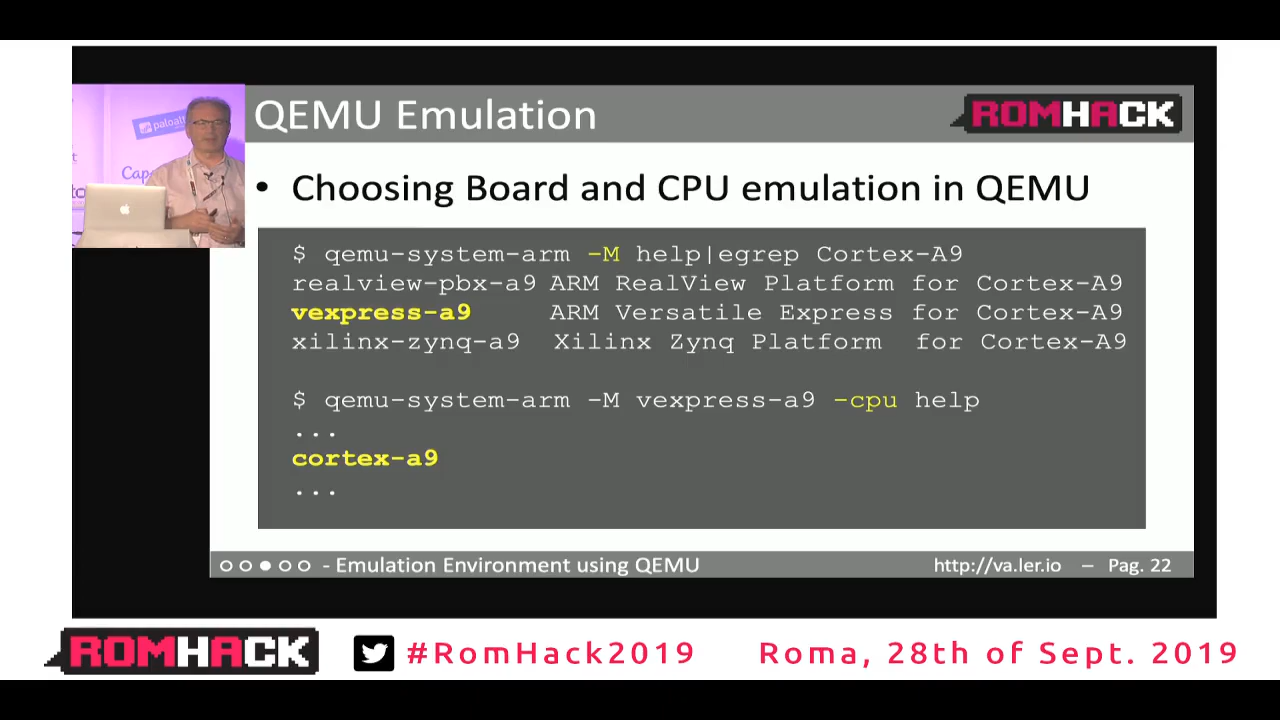 QEMU Emulation
ROMHACK
paloal
Cap
• Choosing Board and CPU emulation in QEMU
$ qemu-system-arm -M help|egrep Cortex-A9
realview-pbx-a9 ARM RealView Platform for Cortex-A9
vexpress-a9 ARM Versatile Express for Cortex-A9
xilinx-zynq-a9 Xilinx Zynq Platform for Cortex-A9
$ qemu-system-arm -M vexpress-a9 -cpu help
...
cortex-a9
...
- Emulation Environment using QEMU
http://va.ler.io – Pag. 22
ROMHACK
#RomHack2019
Roma, 28th of Sept. 2019